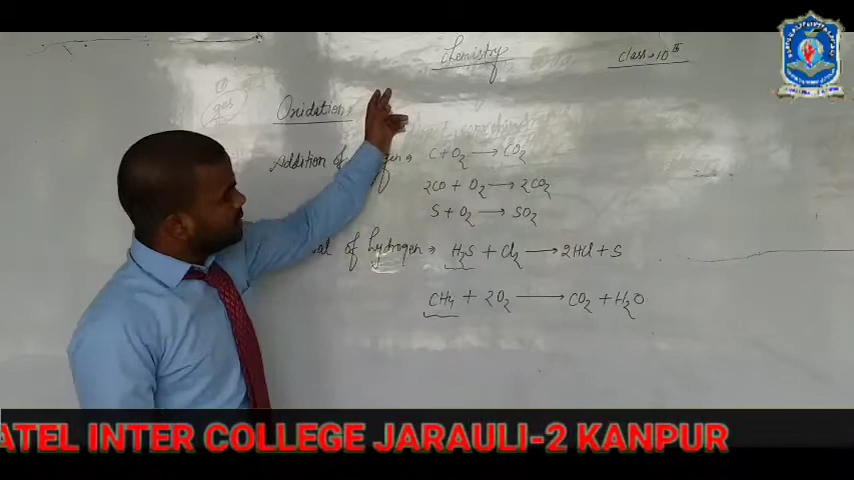 Chemistry
class → 10th
gas
Oxidation,
Addition of
C + O2 → CO2
2CO + O2 → 2CO2
S + O2 → SO2
of hydrogen → H2S + Cl2 → 2HCl + S
CH4 + 2O2 → CO2 + H2O
ATEL INTER COLLEGE JARAULI-2 KANPUR